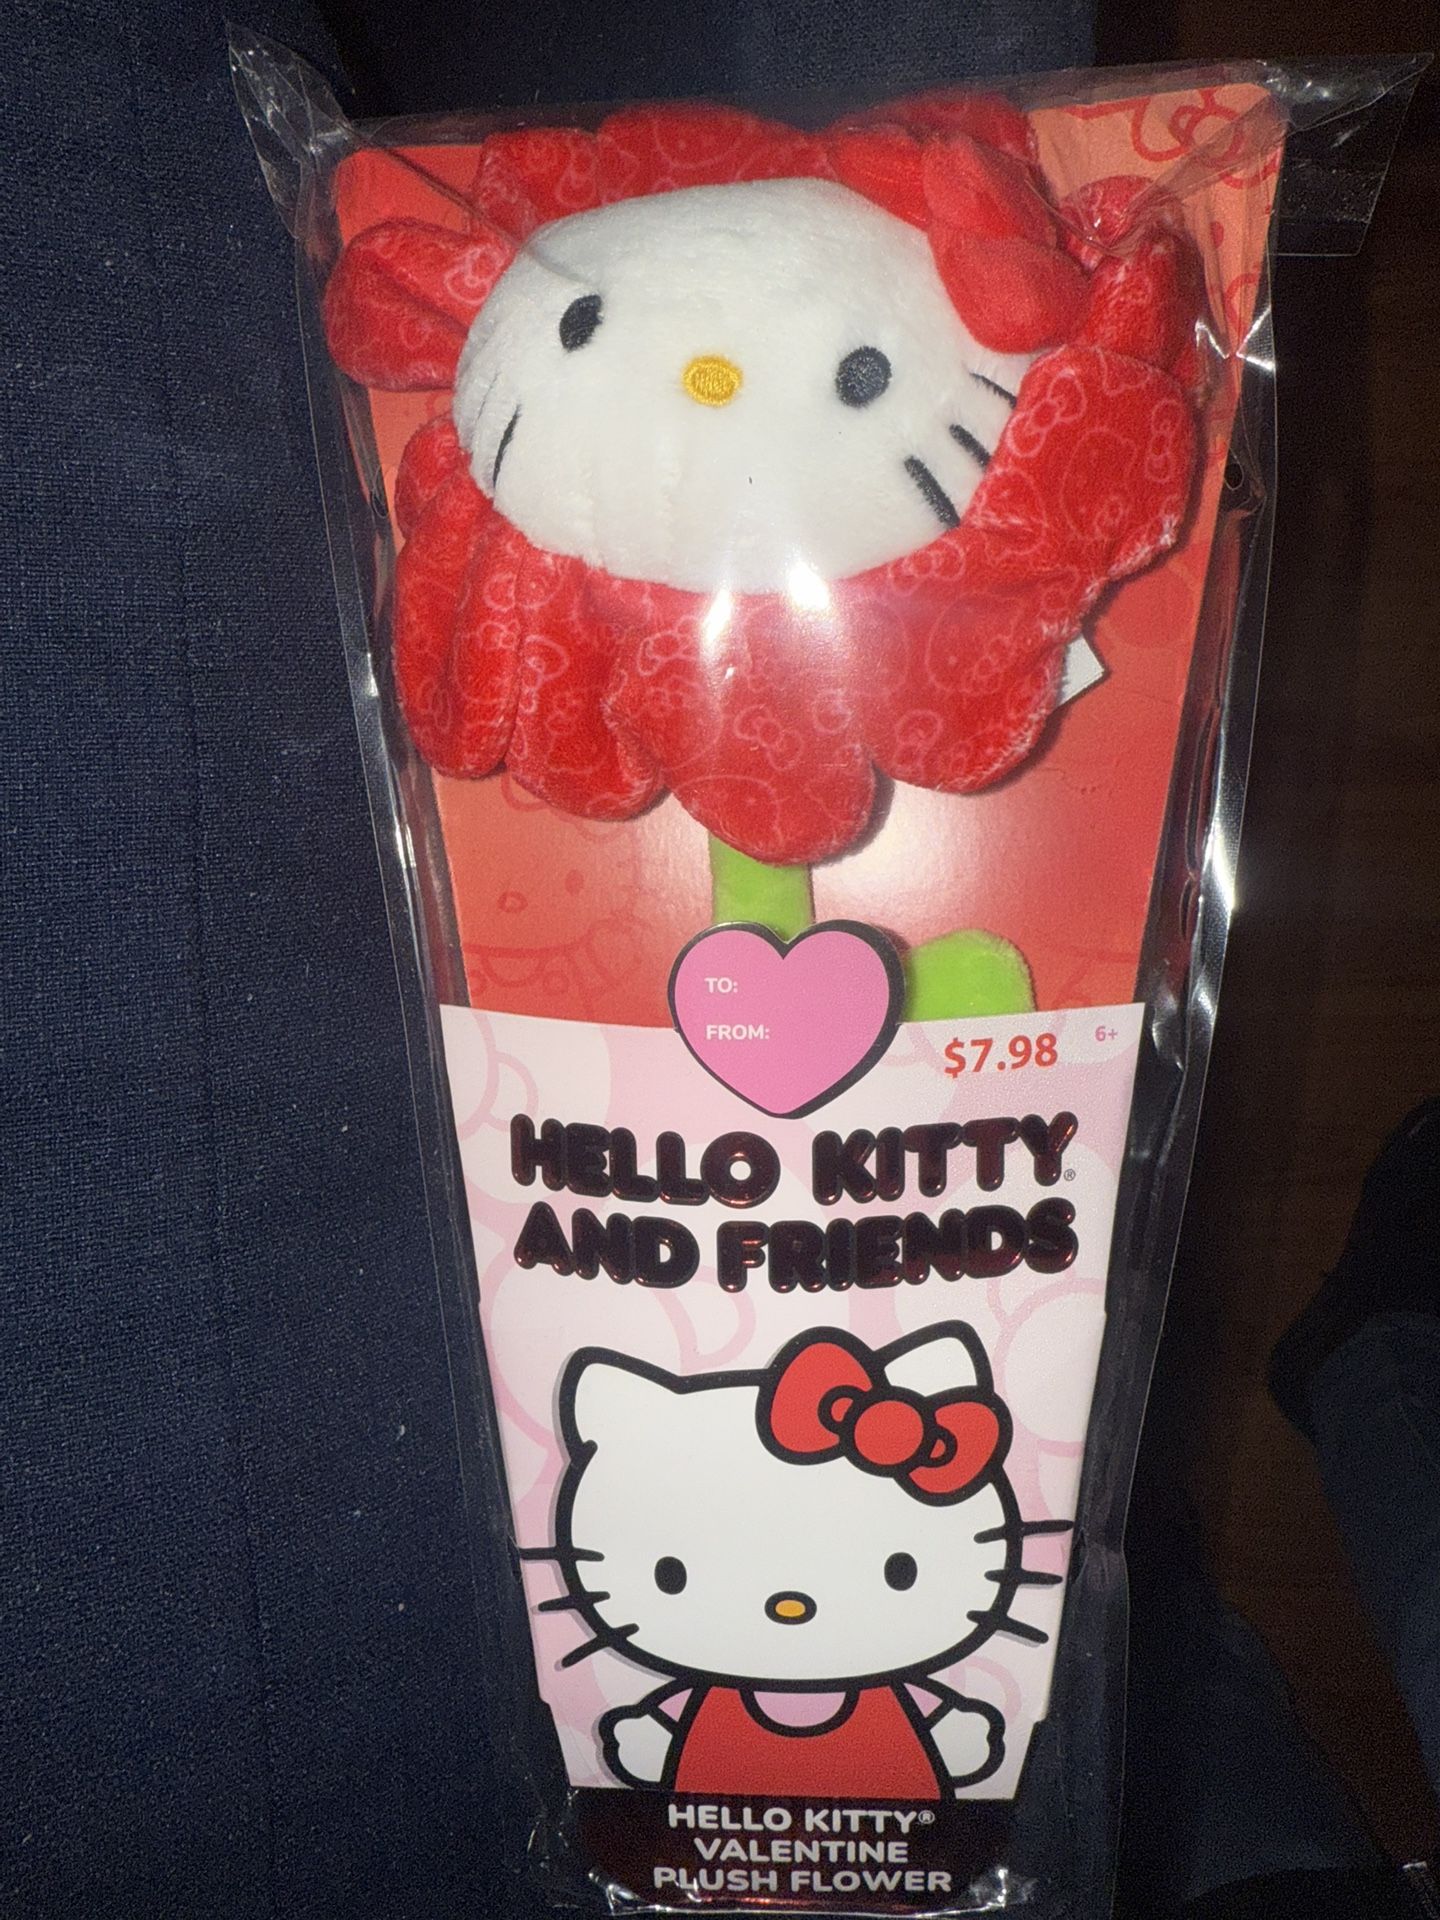 TO:
FROM:
$7.98
6+
HELLO KITTY®
AND FRIENDS
HELLO KITTY®
VALENTINE
PLUSH FLOWER